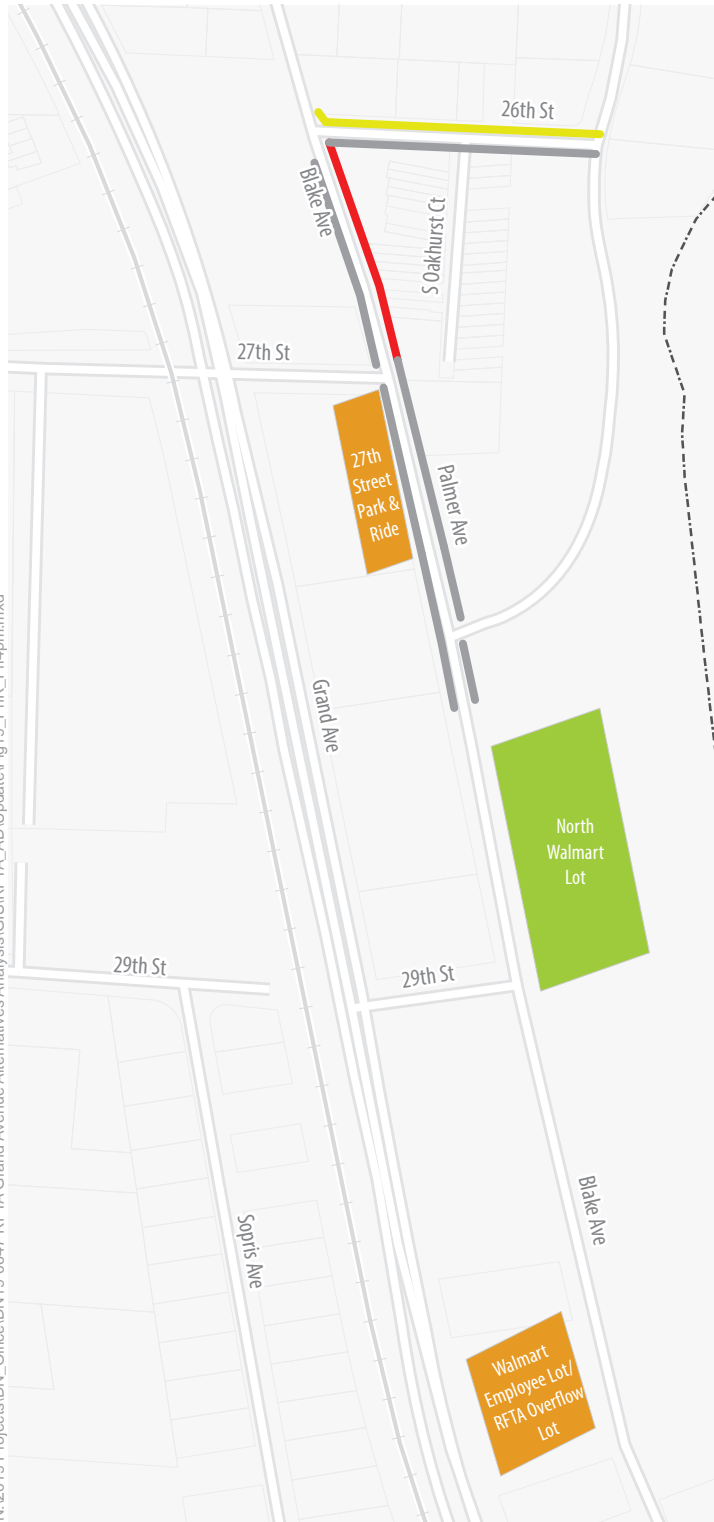 26th St
Blake Ave
S Oakhurst Ct
27th St
27th
Street
Park &
Ride
Palmer Ave
Grand Ave
North
Walmart
Lot
29th St
29th St
Blake Ave
Sopris Ave
Walmart
Employee Lot/
RFTA Overflow
Lot